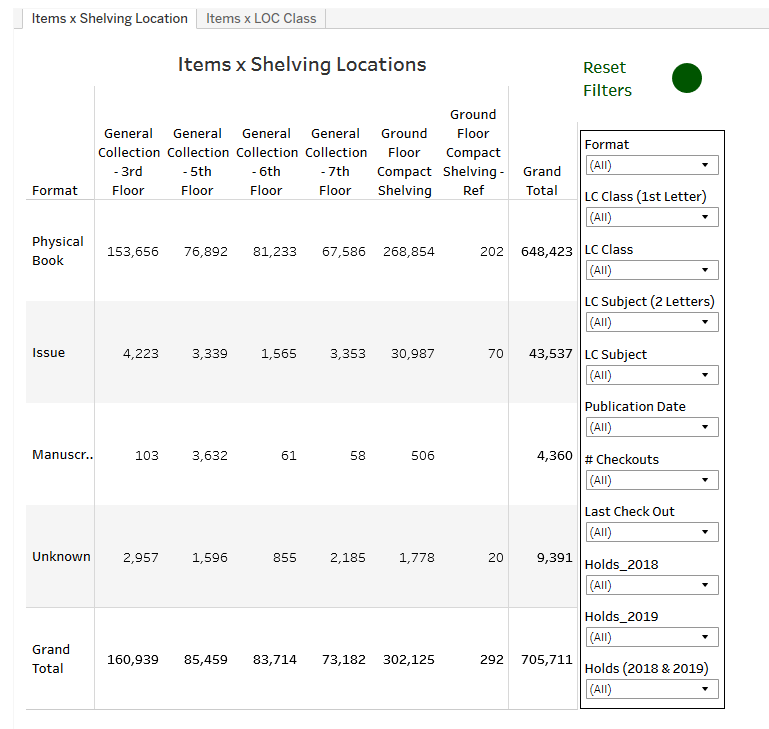 Items x Shelving Location
Items x LOC Class
Items x Shelving Locations
Reset
Filters
Format
General
Collection
- 3rd
Floor
General
Collection
- 5th
Floor
General
Collection
- 6th
Floor
General
Collection
- 7th
Floor
Ground
Floor
Compact
Shelving
Ground
Floor
Compact
Shelving -
Ref
Grand
Total
Physical
Book
153,656 76,892 81,233 67,586 268,854 202 648,423
Issue 4,223 3,339 1,565 3,353 30,987 70 43,537
Manuscr.. 103 3,632 61 58 506 4,360
Unknown 2,957 1,596 855 2,185 1,778 20 9,391
Grand
Total
160,939 85,459 83,714 73,182 302,125 292 705,711
Format
(All)
LC Class (1st Letter)
(All)
LC Class
(All)
LC Subject (2 Letters)
(All)
LC Subject
(All)
Publication Date
(All)
# Checkouts
(All)
Last Check Out
(All)
Holds_2018
(All)
Holds_2019
(All)
Holds (2018 & 2019)
(All)